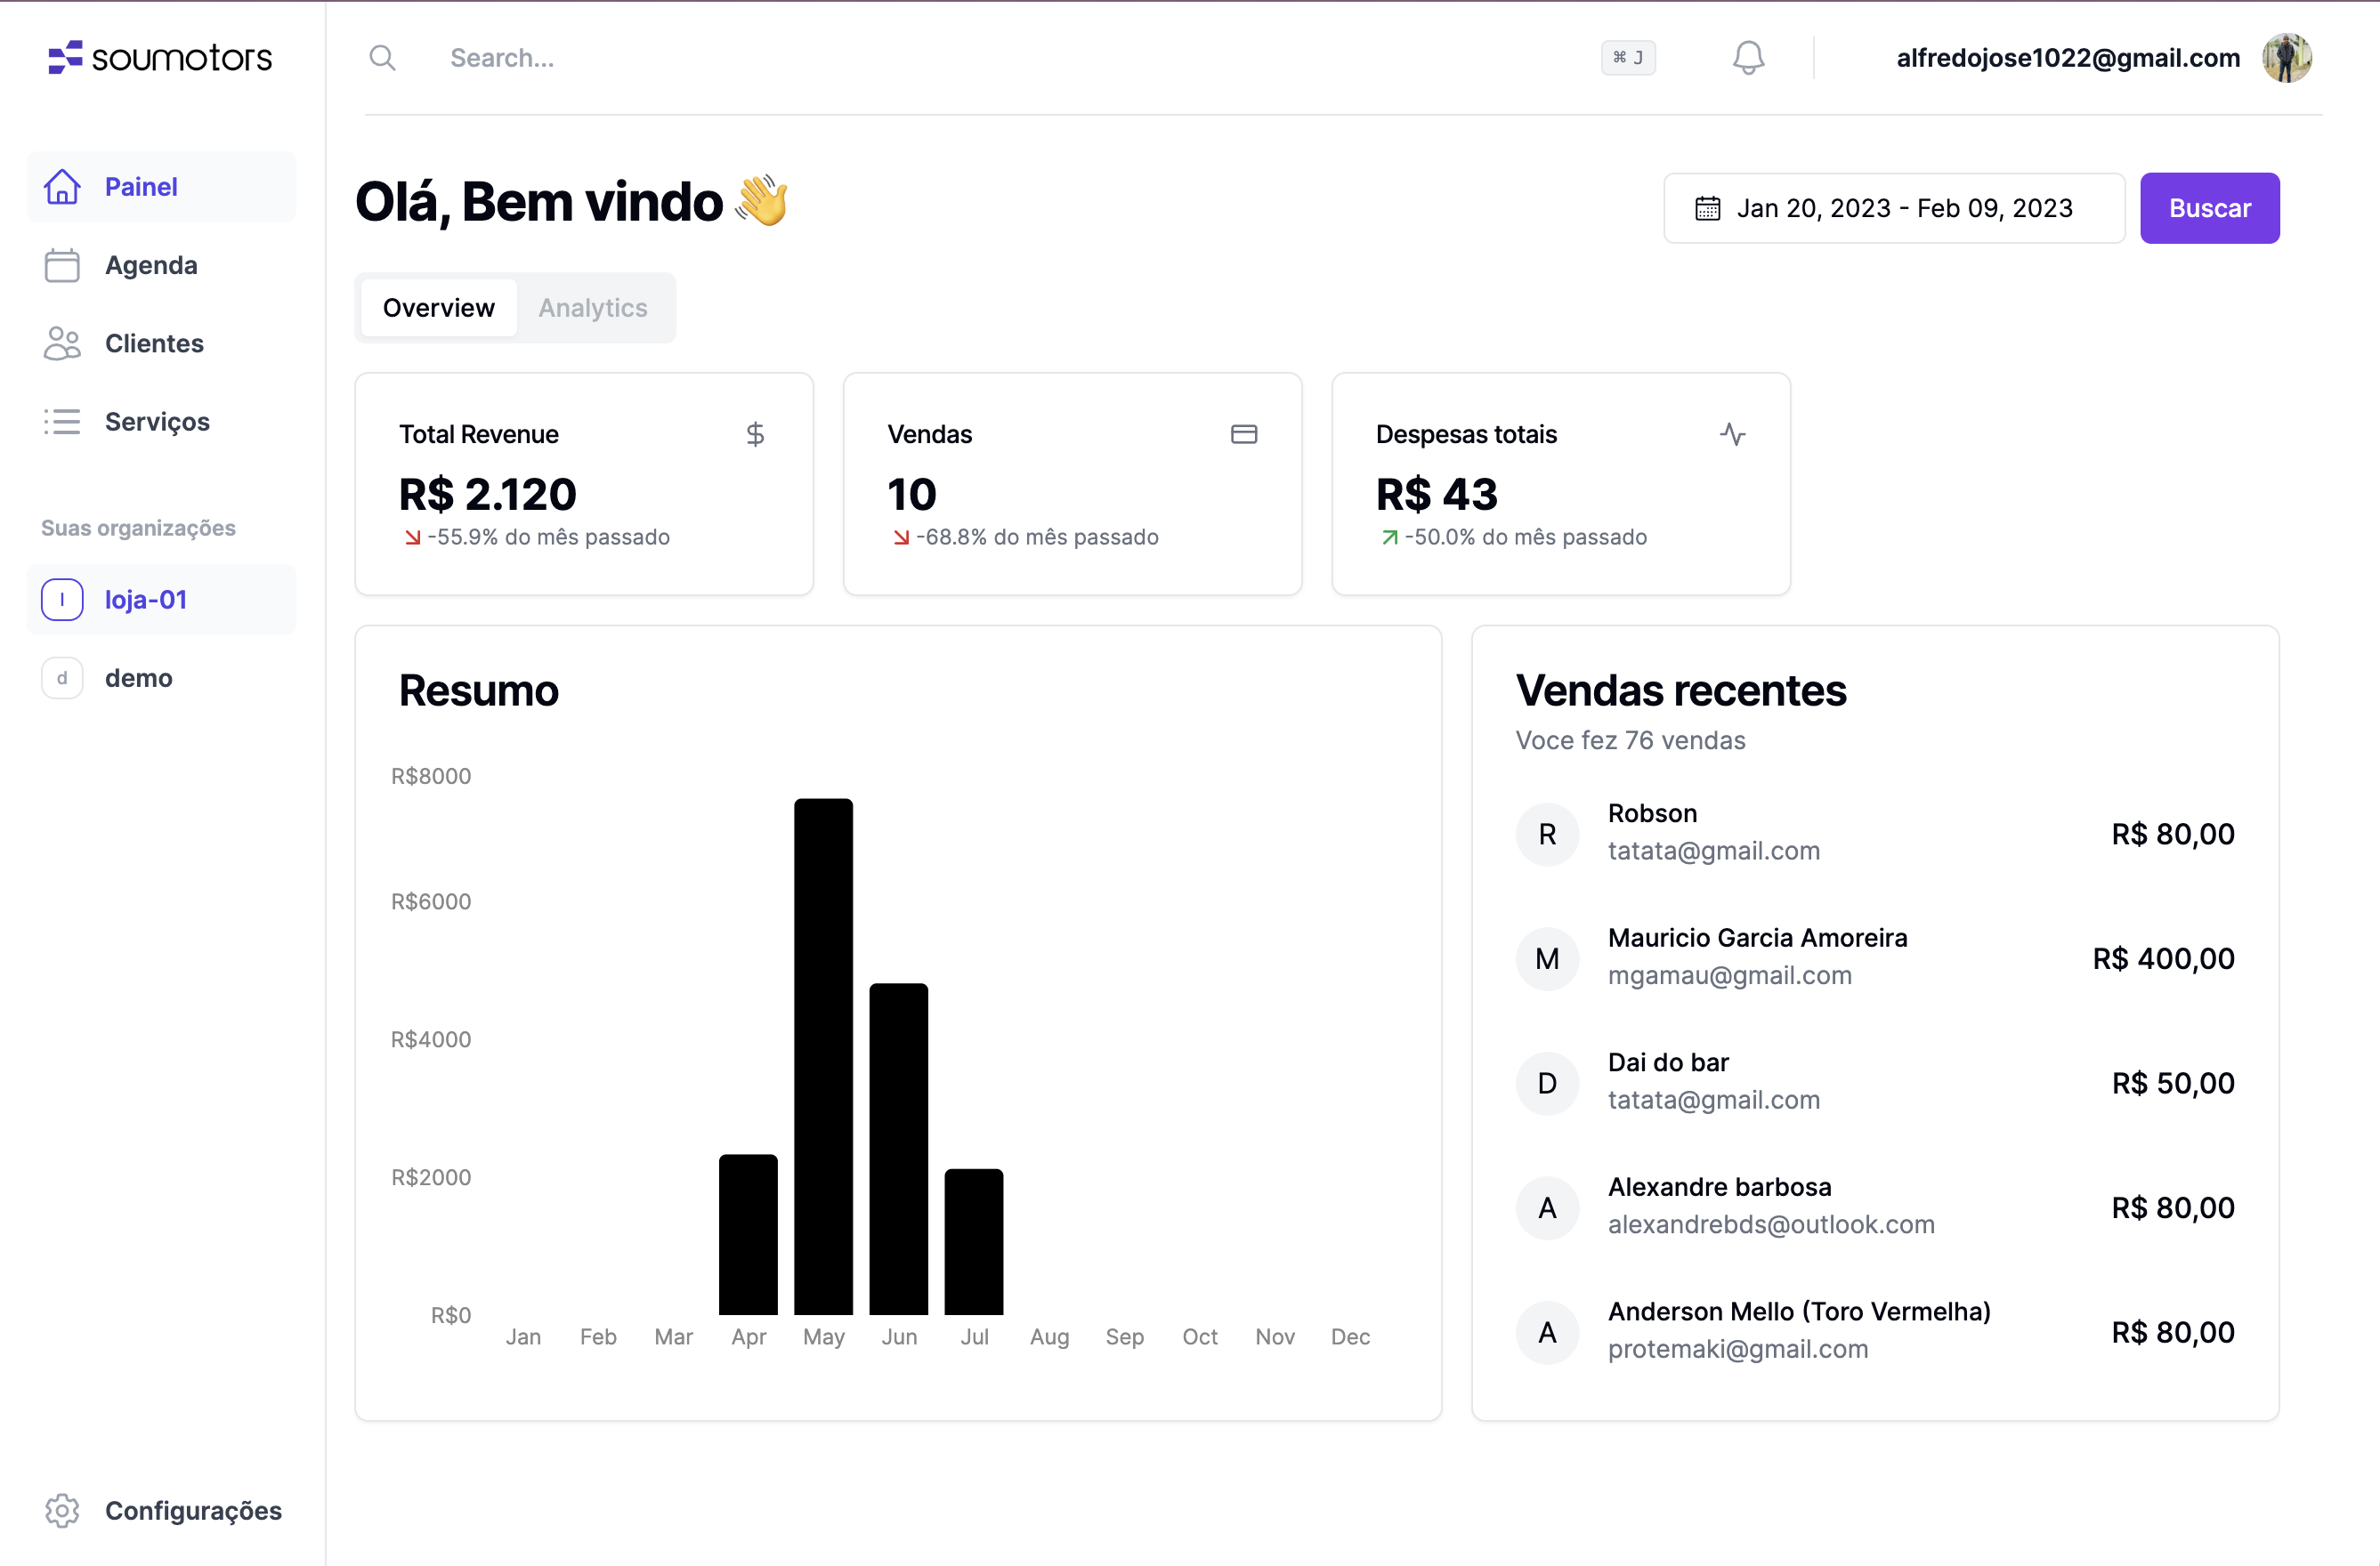 soumotors
Search...
⌘ J
alfredojose1022@gmail.com
Painel
Agenda
Clientes
Serviços
Suas organizações
l
loja-01
d
demo
Configurações
Olá, Bem vindo 👋
Jan 20, 2023 - Feb 09, 2023
Buscar
Overview
Analytics
Total Revenue
$
R$ 2.120
-55.9% do mês passado
Vendas
10
-68.8% do mês passado
Despesas totais
R$ 43
-50.0% do mês passado
Resumo
R$8000
R$6000
R$4000
R$2000
R$0
Jan Feb Mar Apr May Jun Jul Aug Sep Oct Nov Dec
Vendas recentes
Voce fez 76 vendas
R
Robson
tatata@gmail.com
R$ 80,00
M
Mauricio Garcia Amoreira
mgamau@gmail.com
R$ 400,00
D
Dai do bar
tatata@gmail.com
R$ 50,00
A
Alexandre barbosa
alexandrebds@outlook.com
R$ 80,00
A
Anderson Mello (Toro Vermelha)
protemaki@gmail.com
R$ 80,00